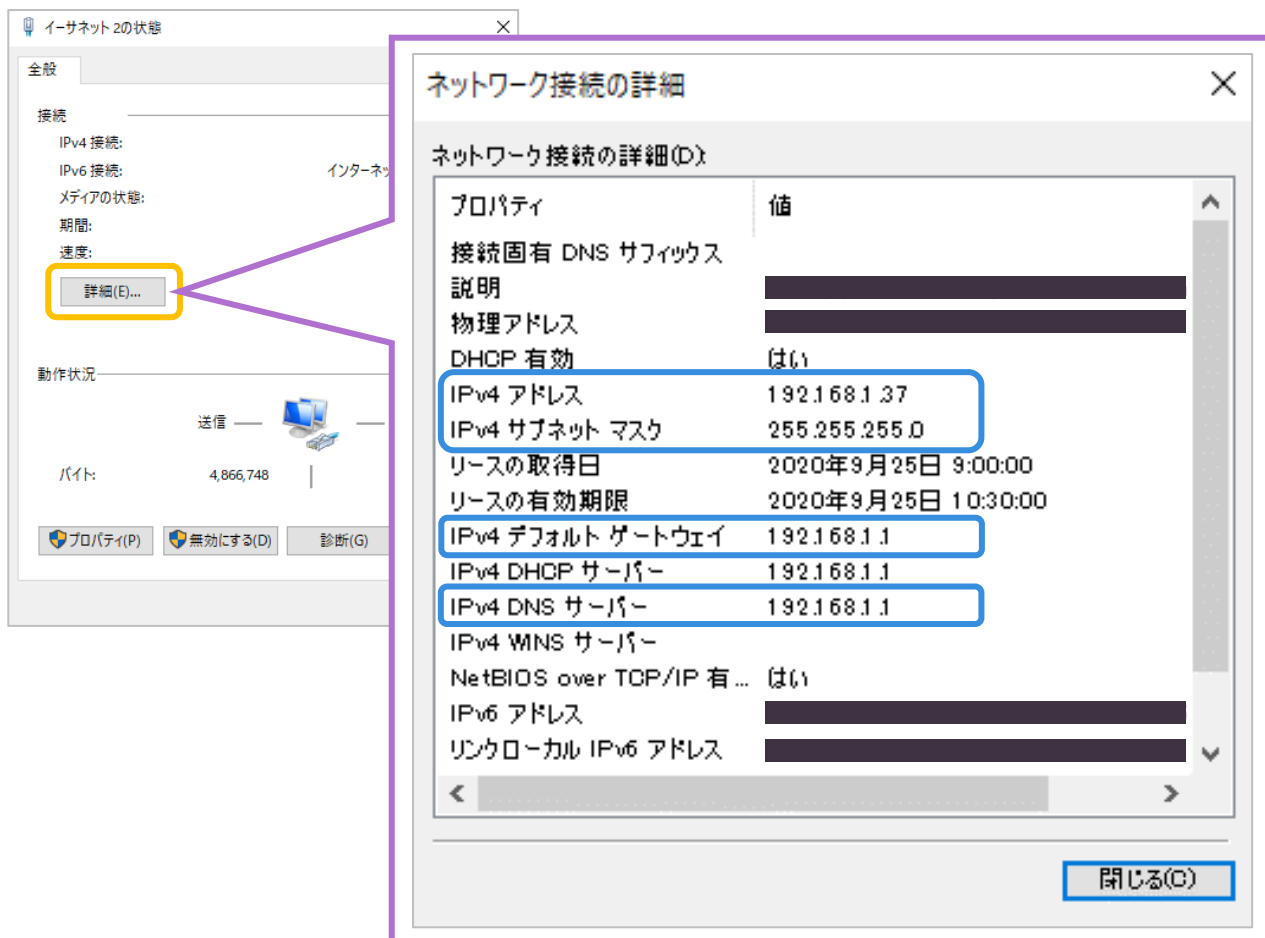 イーサネット 2の状態
全般
接続
IPv4 接続:
IPv6 接続: インターネッ
メディアの状態:
期間:
速度:
詳細(E)...
動作状況
送信
バイト: 4,866,748
プロパティ(P) 無効にする(D) 診断(G)
ネットワーク接続の詳細
ネットワーク接続の詳細(D):
プロパティ 値
接続固有 DNS サフィックス
説明
物理アドレス
DHCP 有効 はい
IPv4 アドレス 192.168.1.37
IPv4 サブネット マスク 255.255.255.0
リースの取得日 2020年9月25日 9:00:00
リースの有効期限 2020年9月25日 10:30:00
IPv4 デフォルト ゲートウェイ 192.168.1.1
IPv4 DHCP サーバー 192.168.1.1
IPv4 DNS サーバー 192.168.1.1
IPv4 WINS サーバー
NetBIOS over TCP/IP 有... はい
IPv6 アドレス
リンクローカル IPv6 アドレス
閉じる(C)